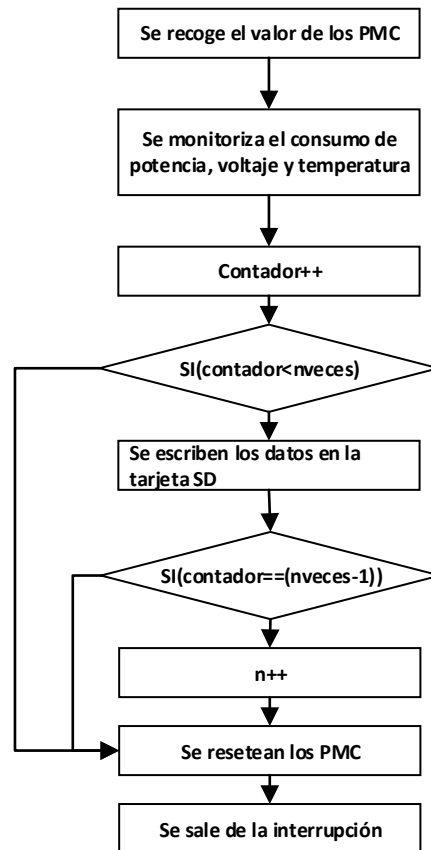 Se recoge el valor de los PMC
Se monitoriza el consumo de
potencia, voltaje y temperatura
Contador++
SI(contador<nveces)
Se escriben los datos en la
tarjeta SD
SI(contador==(nveces-1))
n++
Se resetean los PMC
Se sale de la interrupción